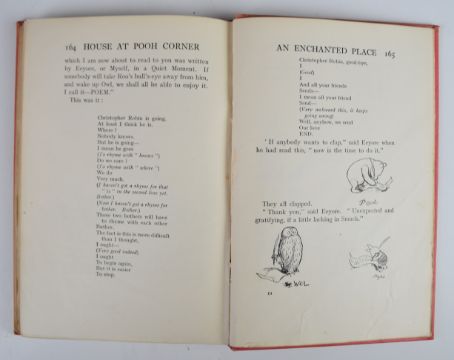 164 HOUSE AT POOH CORNER
which I am now about to read to you was written
by Eeyore, or Myself, in a Quiet Moment. If
somebody will take Roo's bull's-eye away from him,
and wake up Owl, we shall all be able to enjoy it.
I call it—POEM."
This was it:
Christopher Robin is going.
At least I think he is.
Where?
Nobody knows.
But he is going—
I mean he goes
(To rhyme with "knows")
Do we care?
(To rhyme with "where")
We do
Very much.
(I haven't got a rhyme for that
"is" in the second line yet.
Bother.)
(Now I haven't got a rhyme for
bother. Bother.)
Those two bothers will have
to rhyme with each other
Buther.
The fact is this is more difficult
than I thought,
I ought—
(Very good indeed)
I ought
To begin again,
But it is easier
To stop.
AN ENCHANTED PLACE 165
Christopher Robin, good-bye,
I
(Good)
I
And all your friends
Sends—
I mean all your friend
Send—
(Very awkward this, it keeps
going wrong)
Well, anyhow, we send
Our love
END.
"If anybody wants to clap," said Eeyore when
he had read this, "now is the time to do it."
They all clapped.
"Thank you," said Eeyore. "Unexpected and
gratifying, if a little lacking in Smack."
Pooh
WOL